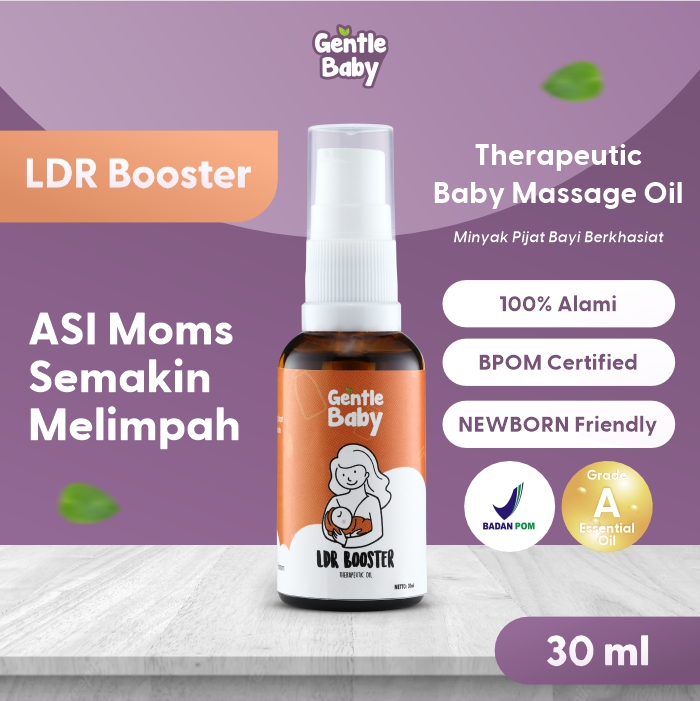 Gentle
Baby
LDR Booster
Therapeutic
Baby Massage Oil
Minyak Pijat Bayi Berkhasiat
ASI Moms
Semakin
Melimpah
100% Alami
BPOM Certified
NEWBORN Friendly
BADAN POM
Grade
A
Essential
Oil
Gentle
Baby
LDR BOOSTER
THERAPEUTIC OIL
30 ml